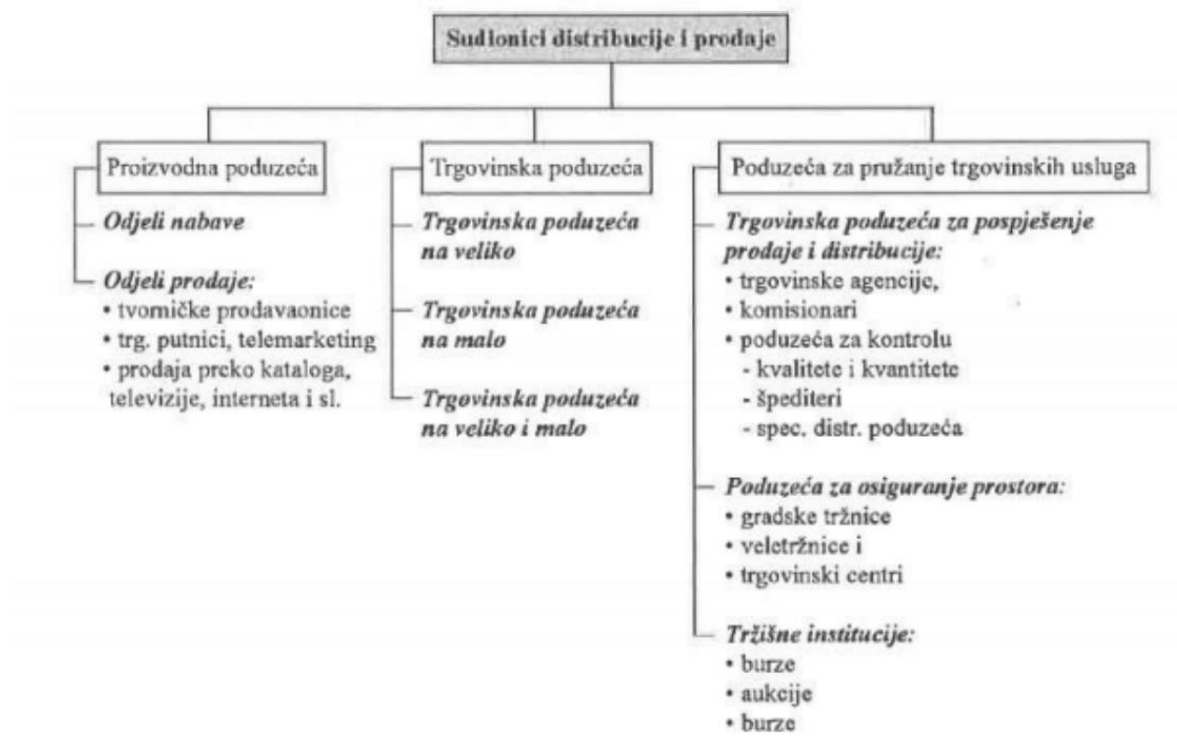 Sudionici distribucije i prodaje
Proizvodna poduzeća
Odjeli nabave
Odjeli prodaje:
• tvorničke prodavaonice
• trg. putnici, telemarketing
• prodaja preko kataloga,
televizije, interneta i sl.
Trgovinska poduzeća
Trgovinska poduzeća
na veliko
Trgovinska poduzeća
na malo
Trgovinska poduzeća
na veliko i malo
Poduzeća za pružanje trgovinskih usluga
Trgovinska poduzeća za pospješenje
prodaje i distribucije:
• trgovinske agencije,
• komisionari
• poduzeća za kontrolu
- kvalitete i kvantitete
- špediteri
- spec. distr. poduzeća
Poduzeća za osiguranje prostora:
• gradske tržnice
• veletržnice i
• trgovinski centri
Tržišne institucije:
• burze
• aukcije
• burze